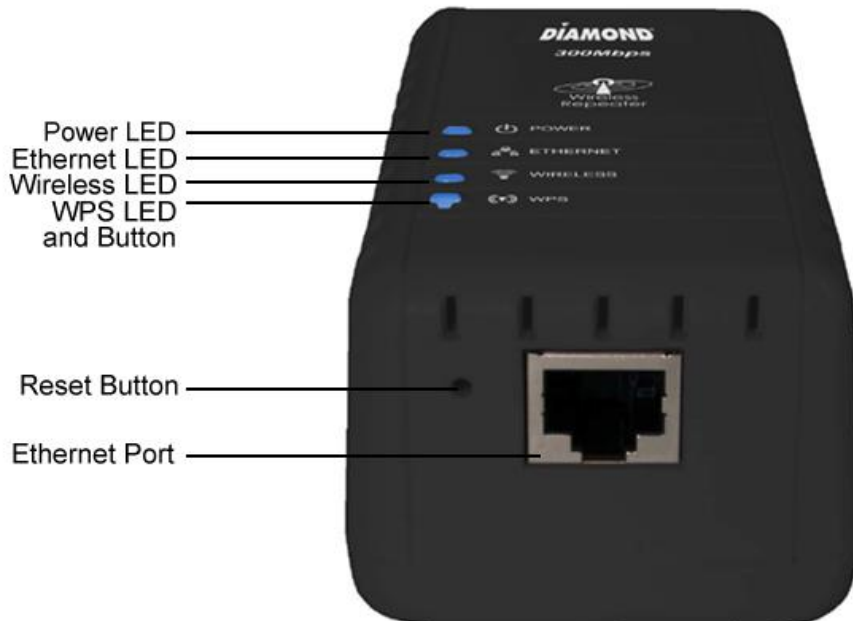 DIAMOND
300Mbps
Wireless
Repeater
Power LED
POWER
Ethernet LED
ETHERNET
Wireless LED
WIRELESS
WPS LED
and Button
WPS
Reset Button
Ethernet Port